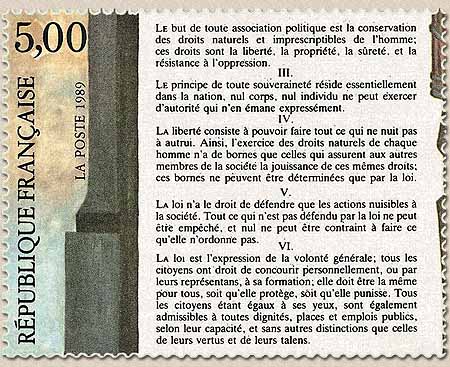 5,00
RÉPUBLIQUE FRANÇAISE
LA POSTE 1989
LE but de toute association politique est la conservation
des droits naturels et imprescriptibles de l'homme;
ces droits sont la liberté, la propriété, la sûreté, et la
résistance à l'oppression.
III.
LE principe de toute souveraineté réside essentiellement
dans la nation, nul corps, nul individu ne peut exercer
d'autorité qui n'en émane expressément.
IV.
LA liberté consiste à pouvoir faire tout ce qui ne nuit pas
à autrui. Ainsi, l'exercice des droits naturels de chaque
homme n'a de bornes que celles qui assurent aux autres
membres de la société la jouissance de ces mêmes droits;
ces bornes ne peuvent être déterminées que par la loi.
V.
LA loi n'a le droit de défendre que les actions nuisibles à
la société. Tout ce qui n'est pas défendu par la loi ne peut
être empêché, et nul ne peut être contraint à faire ce
qu'elle n'ordonne pas.
VI.
LA loi est l'expression de la volonté générale; tous les
citoyens ont droit de concourir personnellement, ou par
leurs représentans, à sa formation; elle doit être la même
pour tous, soit qu'elle protège, soit qu'elle punisse. Tous
les citoyens étant égaux à ses yeux, sont également
admissibles à toutes dignités, places et emplois publics,
selon leur capacité, et sans autres distinctions que celles
de leurs vertus et de leurs talens.